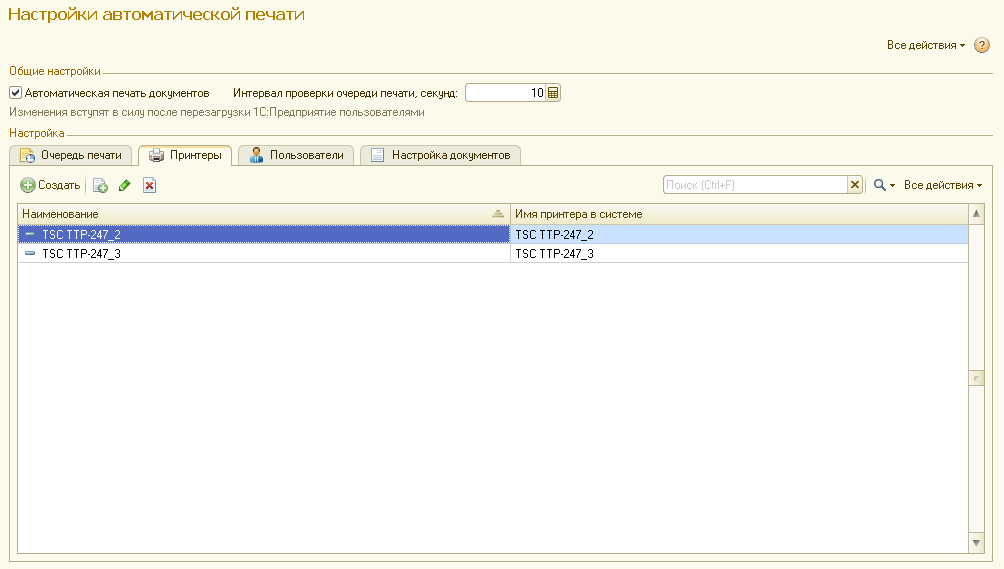 Настройки автоматической печати
Все действия ?
Общие настройки
Автоматическая печать документов Интервал проверки очереди печати, секунд: 10
Изменения вступят в силу после перезагрузки 1С:Предприятие пользователями
Настройка
Очередь печати Принтеры Пользователи Настройка документов
Создать Поиск (Ctrl+F) Все действия
Наименование Имя принтера в системе
TSC TTP-247_2 TSC TTP-247_2
TSC TTP-247_3 TSC TTP-247_3